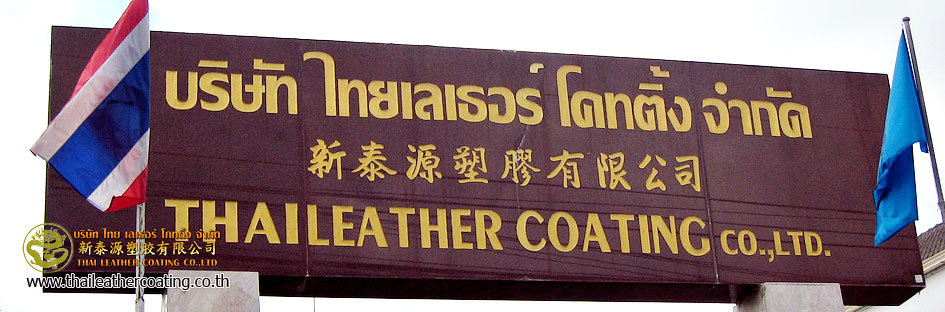 บริษัท ไทยเลเธอร์ โคทติ้ง จำกัด
新泰源塑膠有限公司
THAILEATHER COATING CO.,LTD.
บริษัท ไทย เลเธอร์ โคทติ้ง จำกัด
新泰源塑胶有限公司
THAI LEATHER COATING CO.,LTD
www.thaileathercoating.co.th